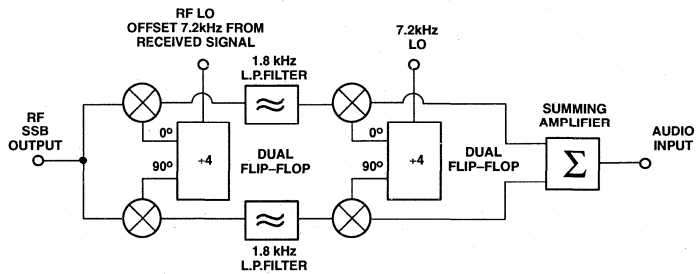 RF LO
OFFSET 7.2kHz FROM
RECEIVED SIGNAL
7.2kHz
LO
1.8 kHz
L.P.FILTER
RF
SSB
OUTPUT
0°
90°
÷4
DUAL
FLIP–FLOP
0°
90°
÷4
DUAL
FLIP–FLOP
SUMMING
AMPLIFIER
Σ
AUDIO
INPUT
1.8 kHz
L.P.FILTER